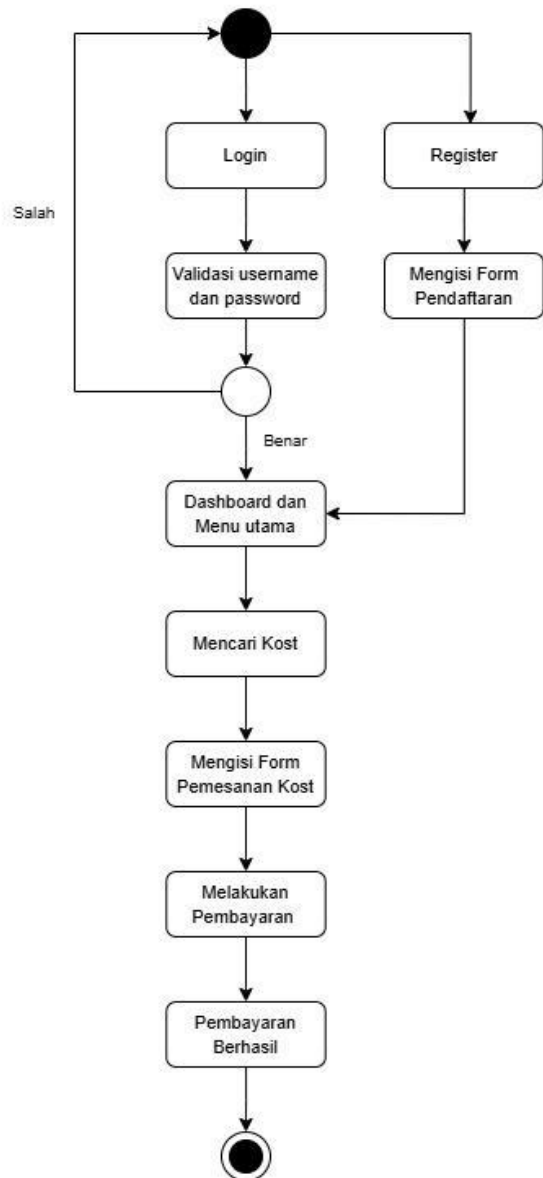 Login
Register
Salah
Validasi username
dan password
Mengisi Form
Pendaftaran
Benar
Dashboard dan
Menu utama
Mencari Kost
Mengisi Form
Pemesanan Kost
Melakukan
Pembayaran
Pembayaran
Berhasil